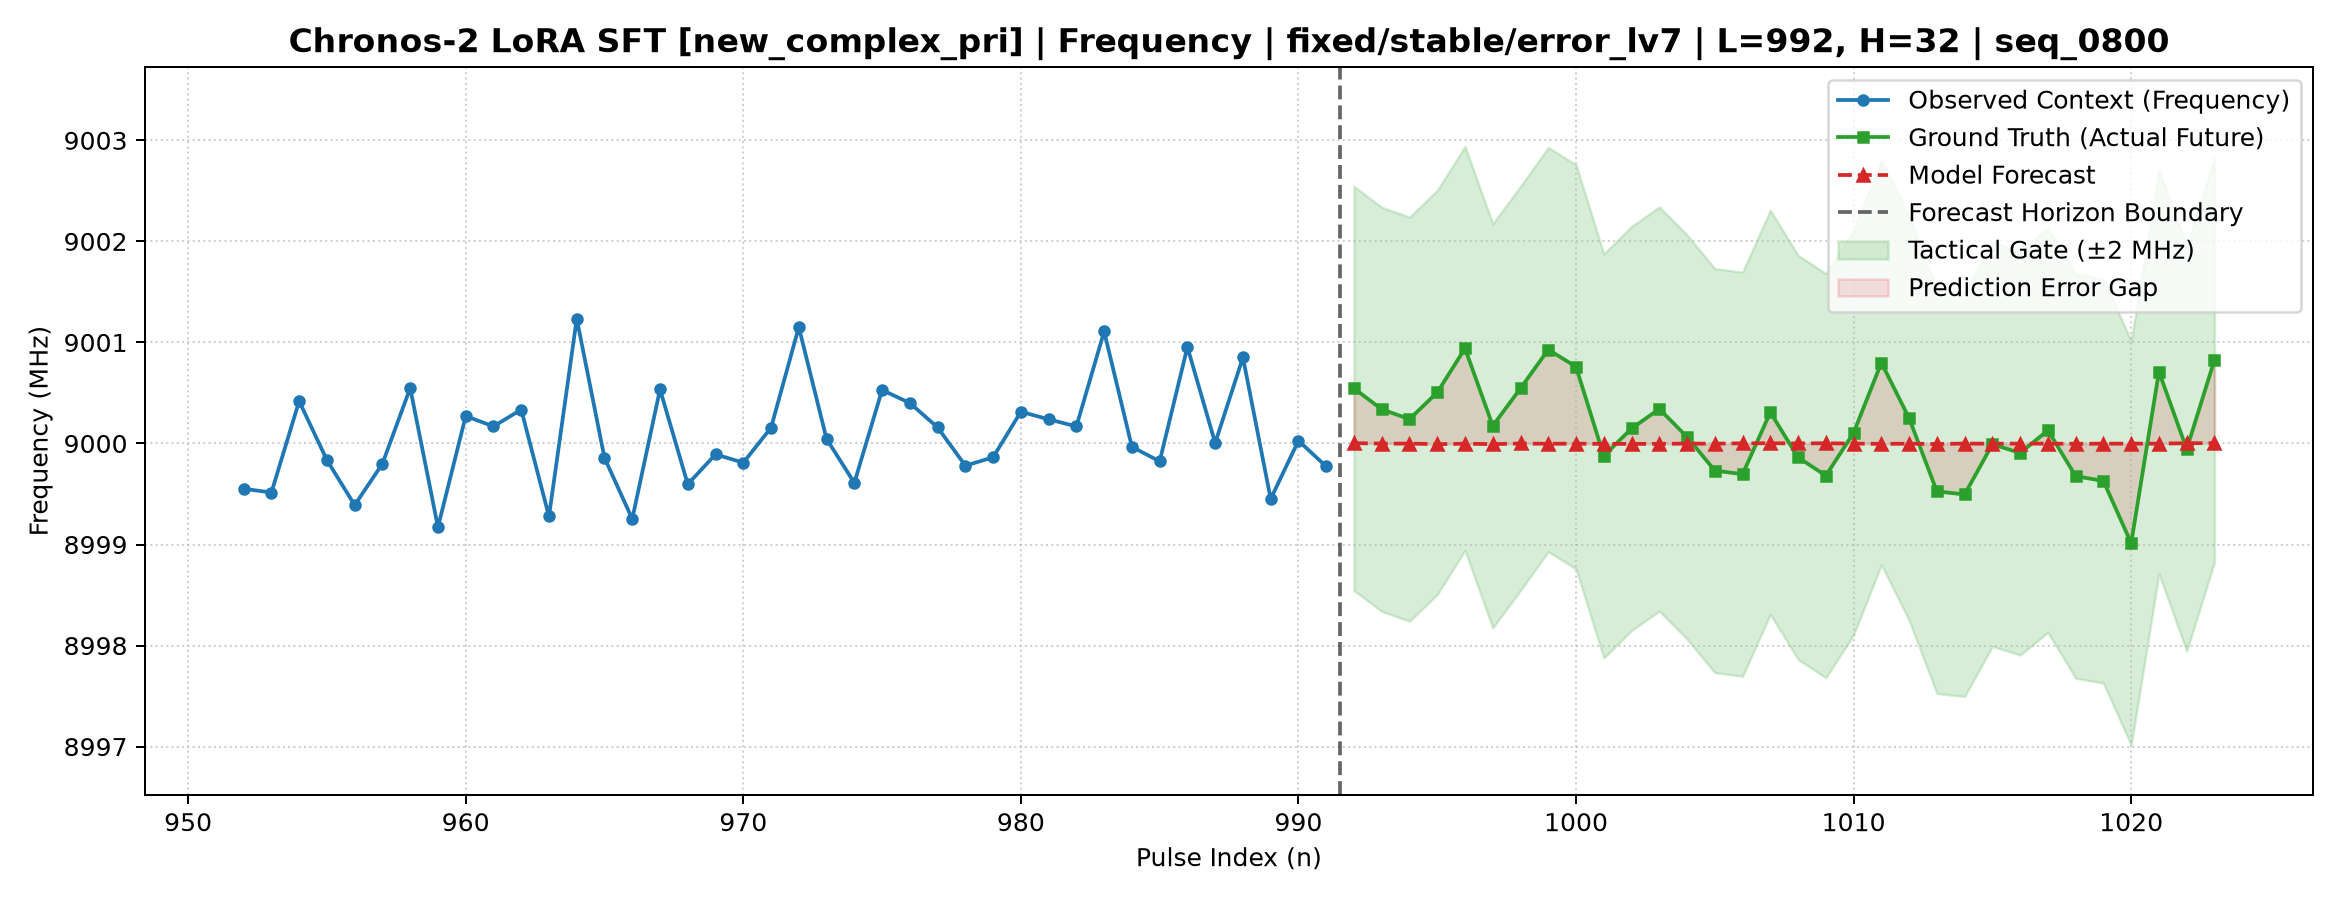 Chronos-2 LoRA SFT [new_complex_pri] | Frequency | fixed/stable/error_lv7 | L=992, H=32 | seq_0800
Observed Context (Frequency)
Ground Truth (Actual Future)
Model Forecast
Forecast Horizon Boundary
Tactical Gate (±2 MHz)
Prediction Error Gap
Frequency (MHz)
9003
9002
9001
9000
8999
8998
8997
950 960 970 980 990 1000 1010 1020
Pulse Index (n)